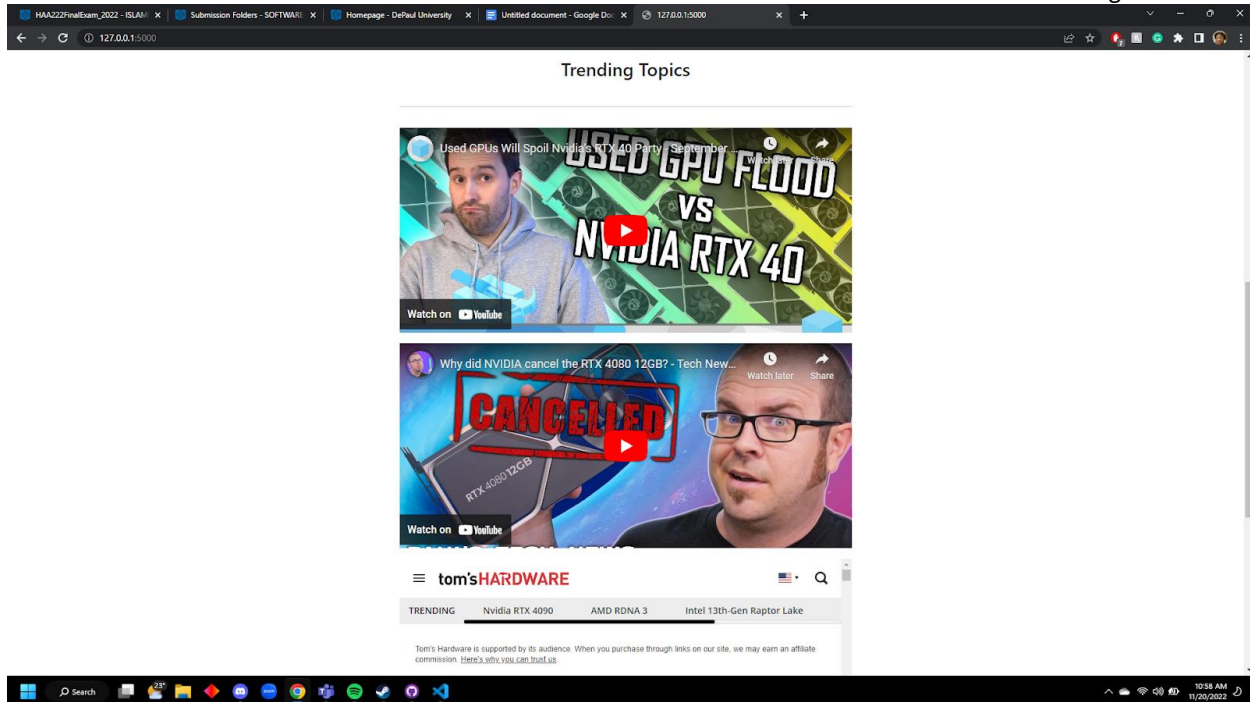 HAA222FinalExam_2022 - ISLAM
Submission Folders - SOFTWARE
Homepage - DePaul University
Untitled document - Google Doc
127.0.0.1:5000
127.0.0.1:5000
Trending Topics
Used GPUs Will Spoil Nvidia's RTX 40 Party - September ...
Watch later
Share
USED GPU FLOOD
VS
NVIDIA RTX 40
Watch on YouTube
Why did NVIDIA cancel the RTX 4080 12GB? - Tech New...
Watch later
Share
CANCELLED
RTX 4080 12GB
Watch on YouTube
tom'sHARDWARE
TRENDING Nvidia RTX 4090 AMD RDNA 3 Intel 13th-Gen Raptor Lake
Tom's Hardware is supported by its audience. When you purchase through links on our site, we may earn an affiliate
commission. Here's why you can trust us.
Search
23°
10:58 AM
11/20/2022